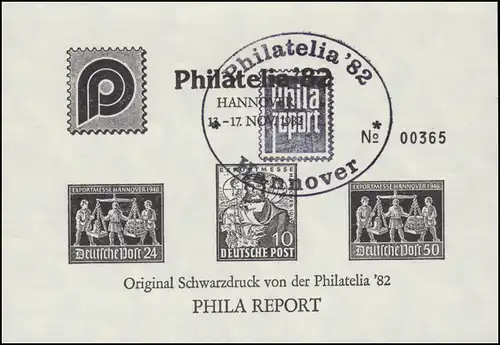 Philatelia '82
Philatelia '82
HANNOVER
13.-17. NOV. 1982
Phila
report
* *
Nº 00365
Hannover
EXPORTMESSE HANNOVER 1948
Deutsche Post 24
EXPORTMESSE
10
DEUTSCHE POST
EXPORTMESSE HANNOVER 1948
Deutsche Post 50
Original Schwarzdruck von der Philatelia '82
PHILA REPORT